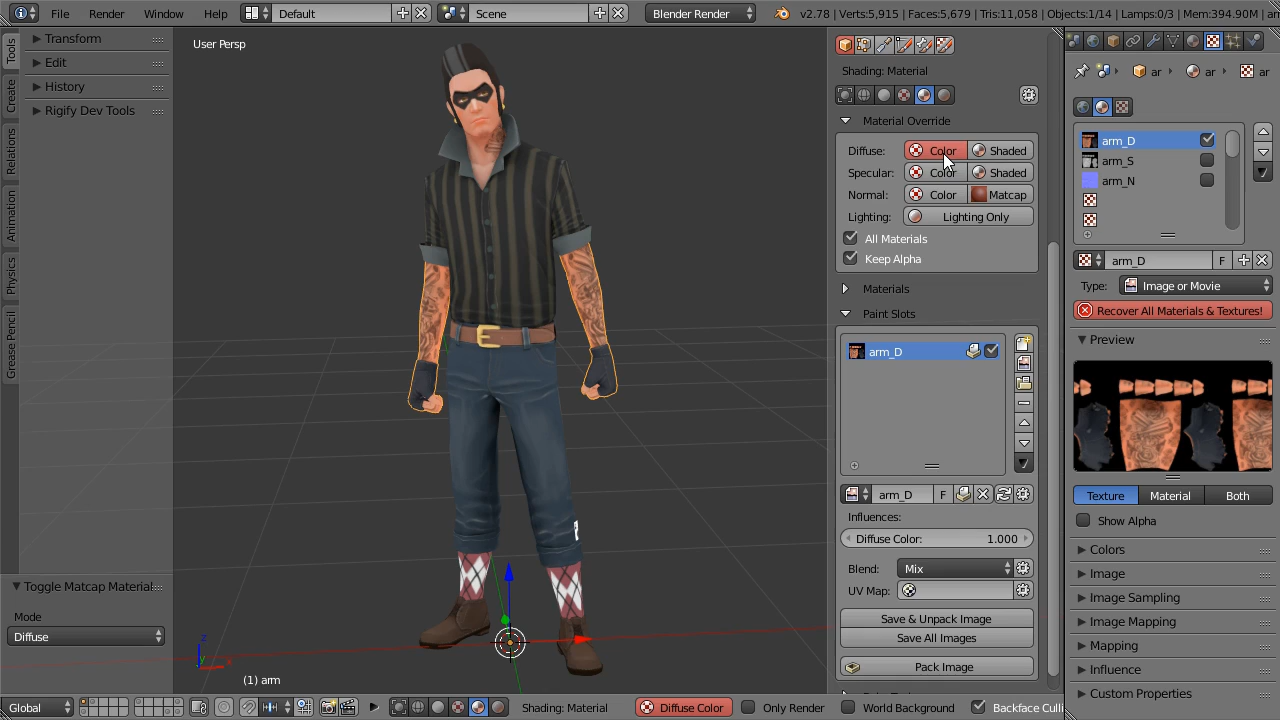 File Render Window Help Default Scene Blender Render v2.78 | Verts:5,915 | Faces:5,679 | Tris:11,058 | Objects:1/14 | Lamps:0/3 | Mem:394.90M |
Tools
Create
Relations
Animation
Physics
Grease Pencil
Transform
Edit
History
Rigify Dev Tools
Toggle Matcap Material
Mode
Diffuse
User Persp
(1) arm
z
y
x
Shading: Material
Material Override
Diffuse: Color Shaded
Specular: Color Shaded
Normal: Color Matcap
Lighting: Lighting Only
All Materials
Keep Alpha
Materials
Paint Slots
arm_D
arm_D F
Influences:
Diffuse Color: 1.000
Blend: Mix
UV Map:
Save & Unpack Image
Save All Images
Pack Image
ar ar ar
arm_D
arm_S
arm_N
arm_D F
Type: Image or Movie
Recover All Materials & Textures!
Preview
Texture Material Both
Show Alpha
Colors
Image
Image Sampling
Image Mapping
Mapping
Influence
Custom Properties
Global Shading: Material Diffuse Color Only Render World Background Backface Culli